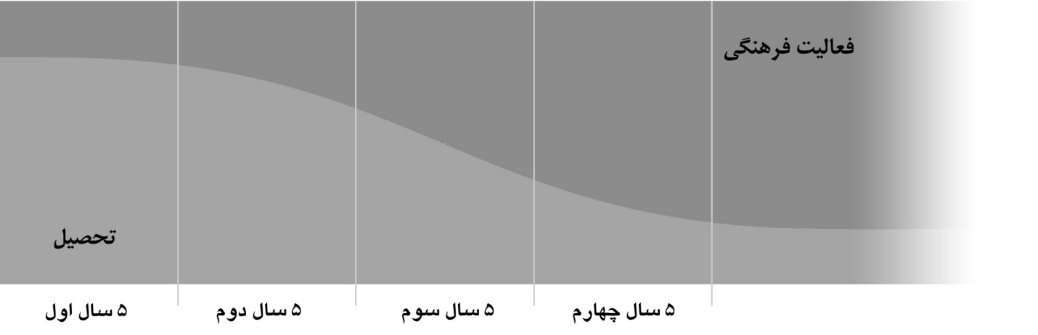 فعالیت فرهنگی
تحصیل
۵ سال اول
۵ سال دوم
۵ سال سوم
۵ سال چهارم